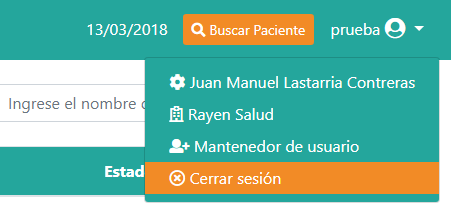 13/03/2018 Buscar Paciente prueba
Juan Manuel Lastarria Contreras
Ingrese el nombre
Rayen Salud
Mantenedor de usuario
Cerrar sesión